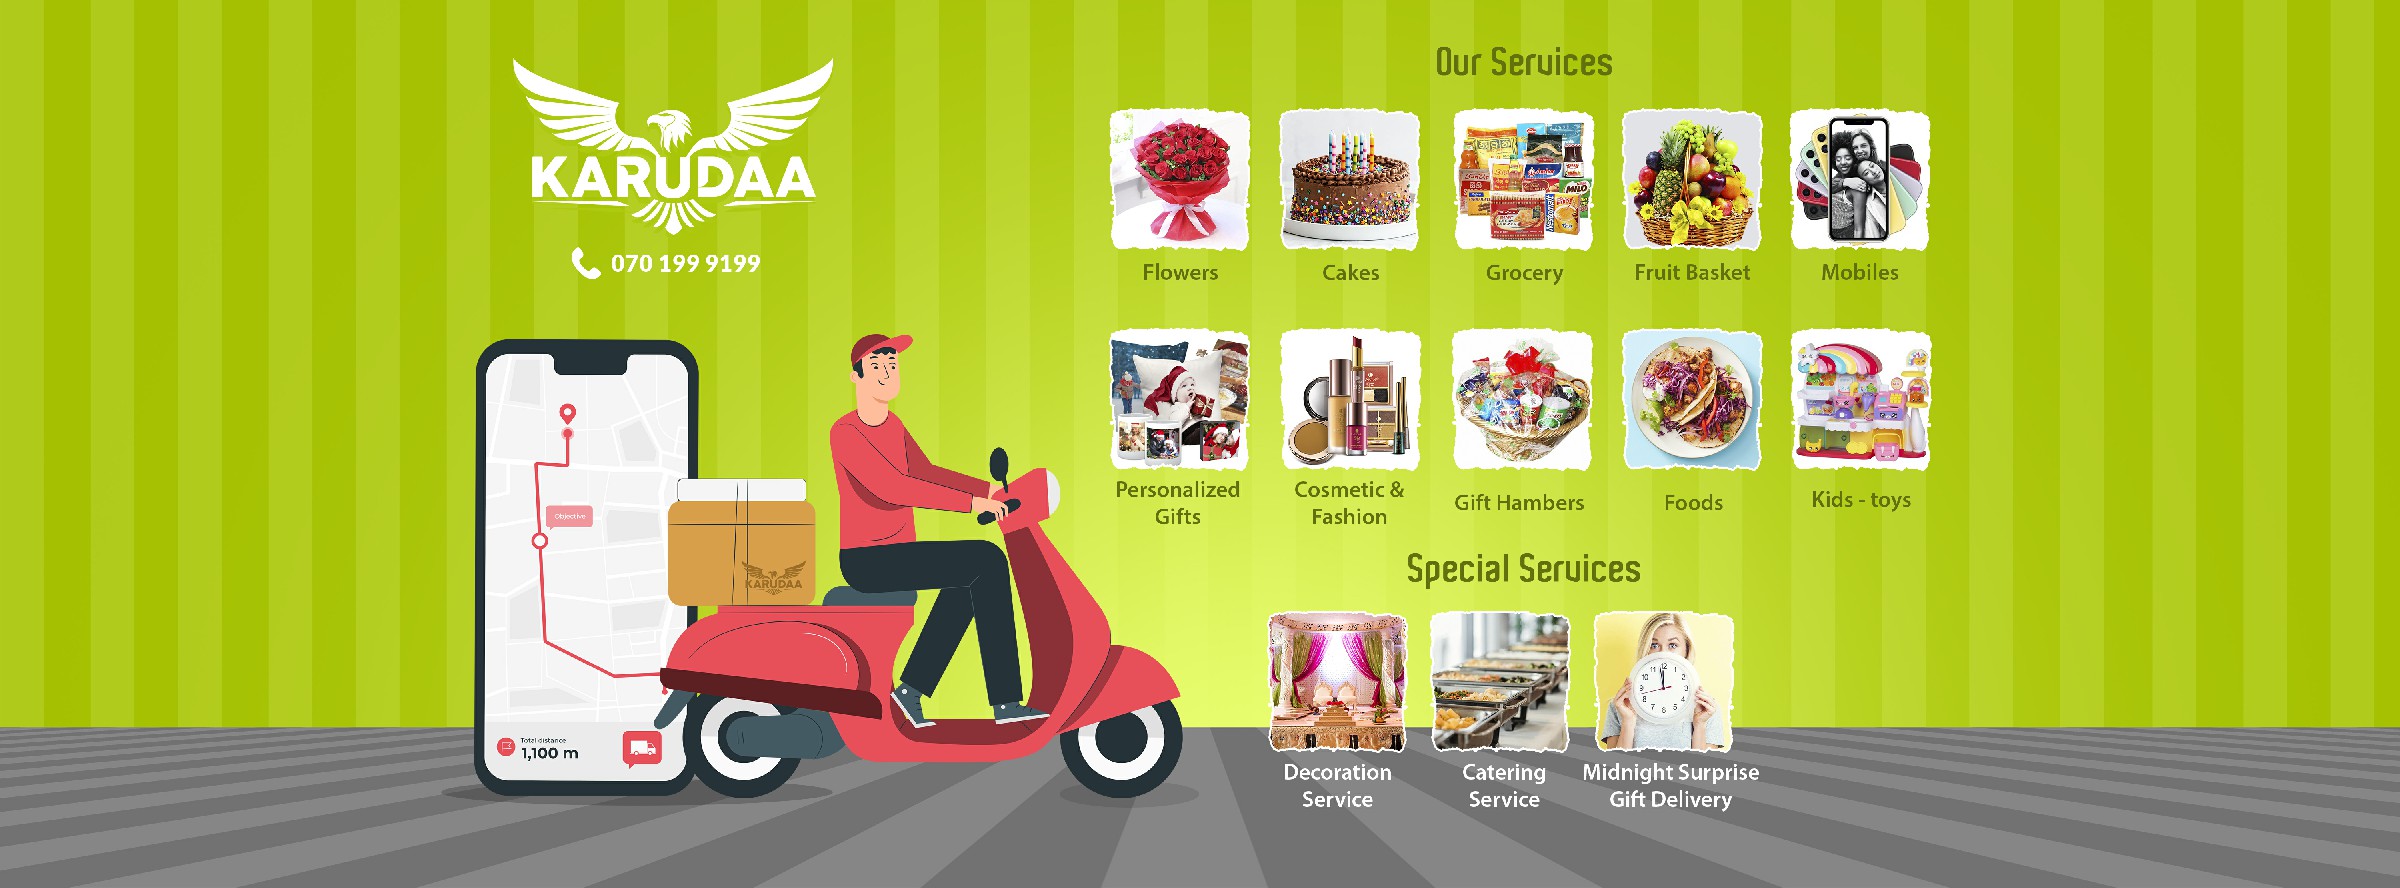 KARUDAA
070 199 9199
Our Services
Flowers
Cakes
Grocery
Fruit Basket
Mobiles
Personalized
Gifts
Cosmetic &
Fashion
Gift Hambers
Foods
Kids - toys
Special Services
Decoration
Service
Catering
Service
Midnight Surprise
Gift Delivery
Objective
Total distance
1,100 m
KARUDAA
MILO